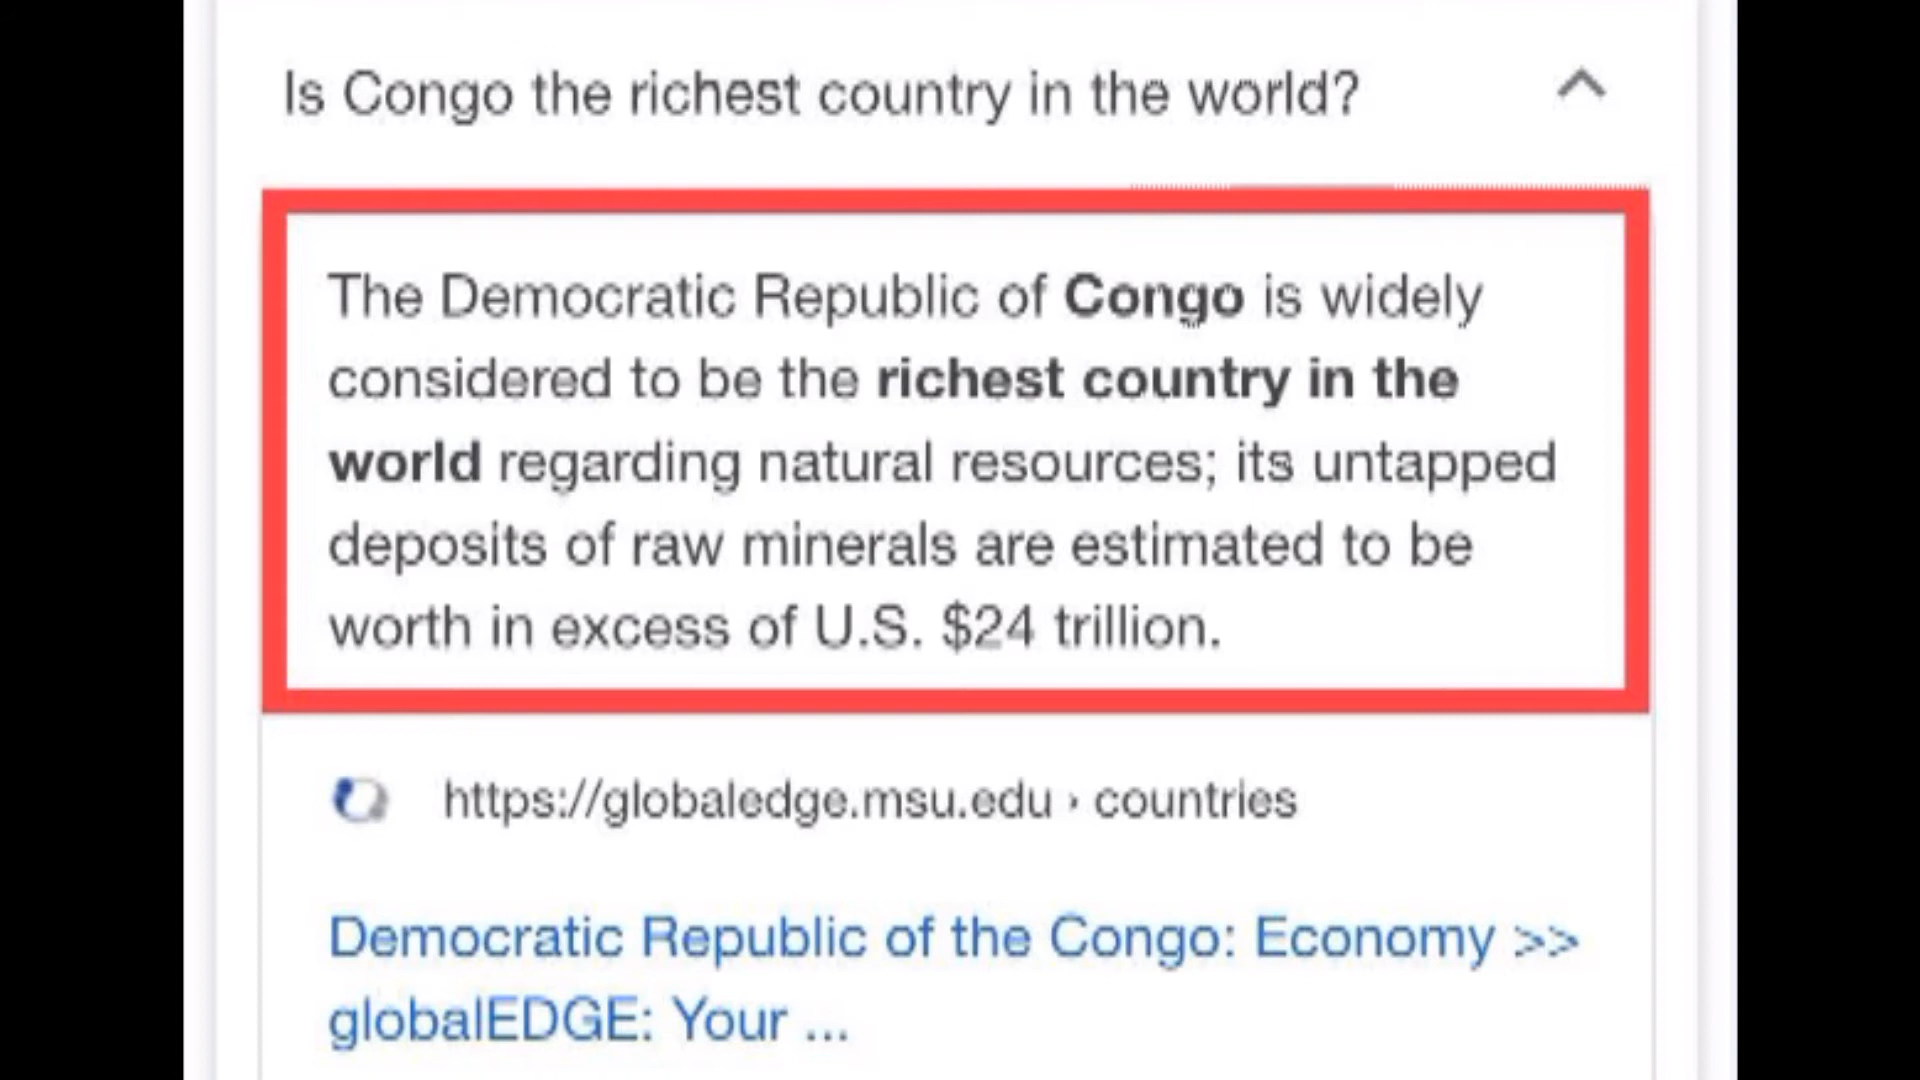 Is Congo the richest country in the world?
The Democratic Republic of Congo is widely
considered to be the richest country in the
world regarding natural resources; its untapped
deposits of raw minerals are estimated to be
worth in excess of U.S. $24 trillion.
https://globaledge.msu.edu › countries
Democratic Republic of the Congo: Economy >>
globalEDGE: Your ...